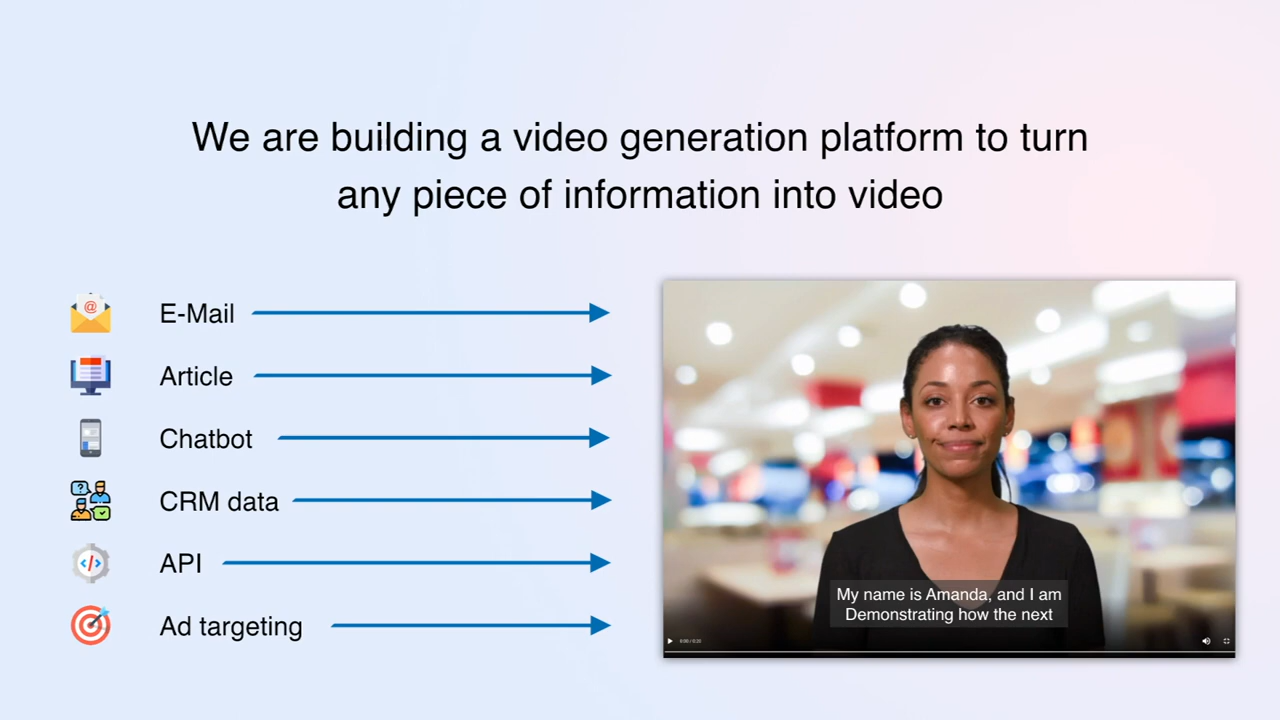 We are building a video generation platform to turn
any piece of information into video
@
E-Mail
Article
Chatbot
?
CRM data
</>
API
Ad targeting
My name is Amanda, and I am
Demonstrating how the next